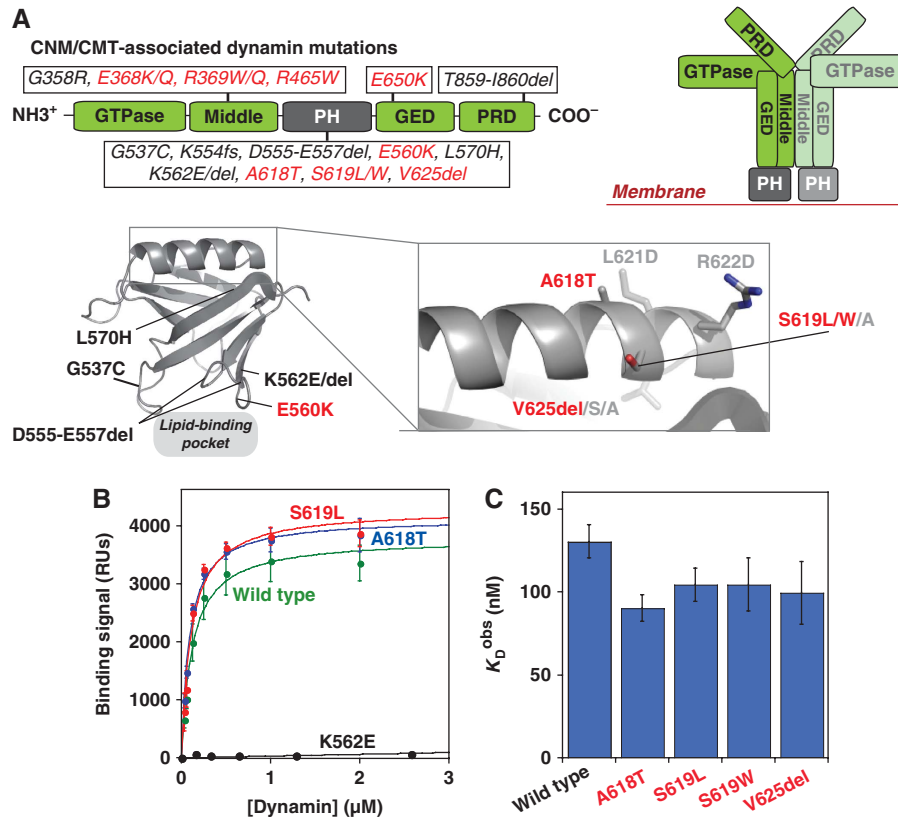 A
CNM/CMT-associated dynamin mutations
G358R, E368K/Q, R369W/Q, R465W
E650K
T859-I860del
NH3⁺
GTPase
Middle
PH
GED
PRD
COO⁻
G537C, K554fs, D555-E557del, E560K, L570H,
K562E/del, A618T, S619L/W, V625del
PRD
PRD
GTPase
GTPase
GED
Middle
Middle
GED
PH
PH
Membrane
L570H
G537C
K562E/del
E560K
D555-E557del
Lipid-binding
pocket
L621D
R622D
A618T
S619L/W/A
V625del/S/A
B
Binding signal (RUs)
4000
3000
2000
1000
0
0
1
2
3
[Dynamin] (µM)
S619L
A618T
Wild type
K562E
C
K_D^obs (nM)
150
100
50
0
Wild type
A618T
S619L
S619W
V625del